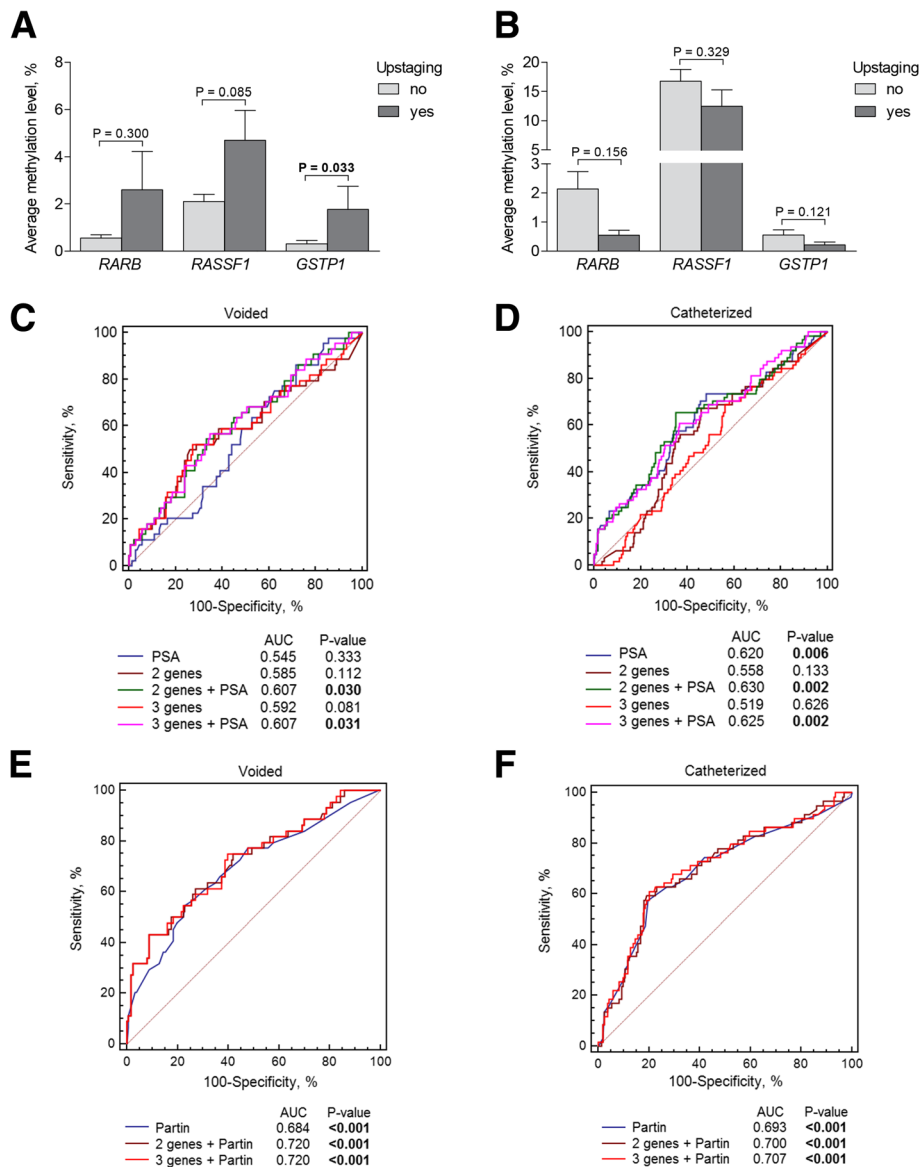 A
Average methylation level, %
8
6
4
2
0
P = 0.300
P = 0.085
P = 0.033
Upstaging
no
yes
RARB
RASSF1
GSTP1
B
Average methylation level, %
20
15
10
5
3
2
1
0
P = 0.156
P = 0.329
P = 0.121
Upstaging
no
yes
RARB
RASSF1
GSTP1
C
Voided
Sensitivity, %
100
80
60
40
20
0
0 20 40 60 80 100
100-Specificity, %
AUC P-value
PSA 0.545 0.333
2 genes 0.585 0.112
2 genes + PSA 0.607 0.030
3 genes 0.592 0.081
3 genes + PSA 0.607 0.031
D
Catheterized
Sensitivity, %
100
80
60
40
20
0
0 20 40 60 80 100
100-Specificity, %
AUC P-value
PSA 0.620 0.006
2 genes 0.558 0.133
2 genes + PSA 0.630 0.002
3 genes 0.519 0.626
3 genes + PSA 0.625 0.002
E
Voided
Sensitivity, %
100
80
60
40
20
0
0 20 40 60 80 100
100-Specificity, %
AUC P-value
Partin 0.684 <0.001
2 genes + Partin 0.720 <0.001
3 genes + Partin 0.720 <0.001
F
Catheterized
Sensitivity, %
100
80
60
40
20
0
0 20 40 60 80 100
100-Specificity, %
AUC P-value
Partin 0.693 <0.001
2 genes + Partin 0.700 <0.001
3 genes + Partin 0.707 <0.001